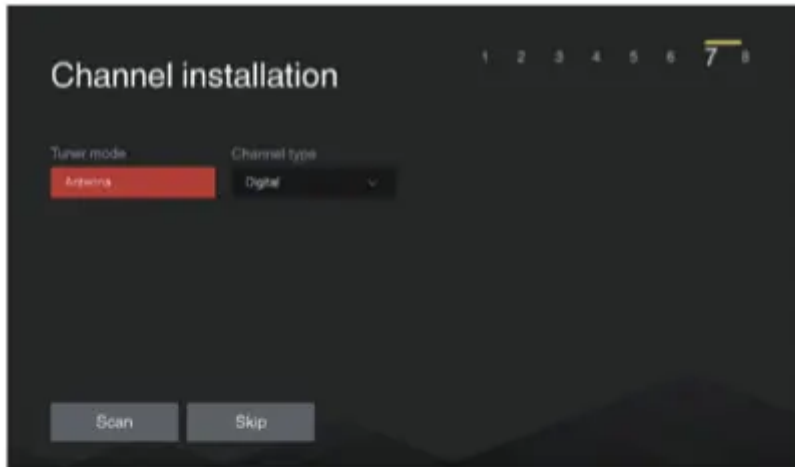 Channel installation
1 2 3 4 5 6 7 8
Tuner mode Channel type
Antenna Digital
Scan Skip